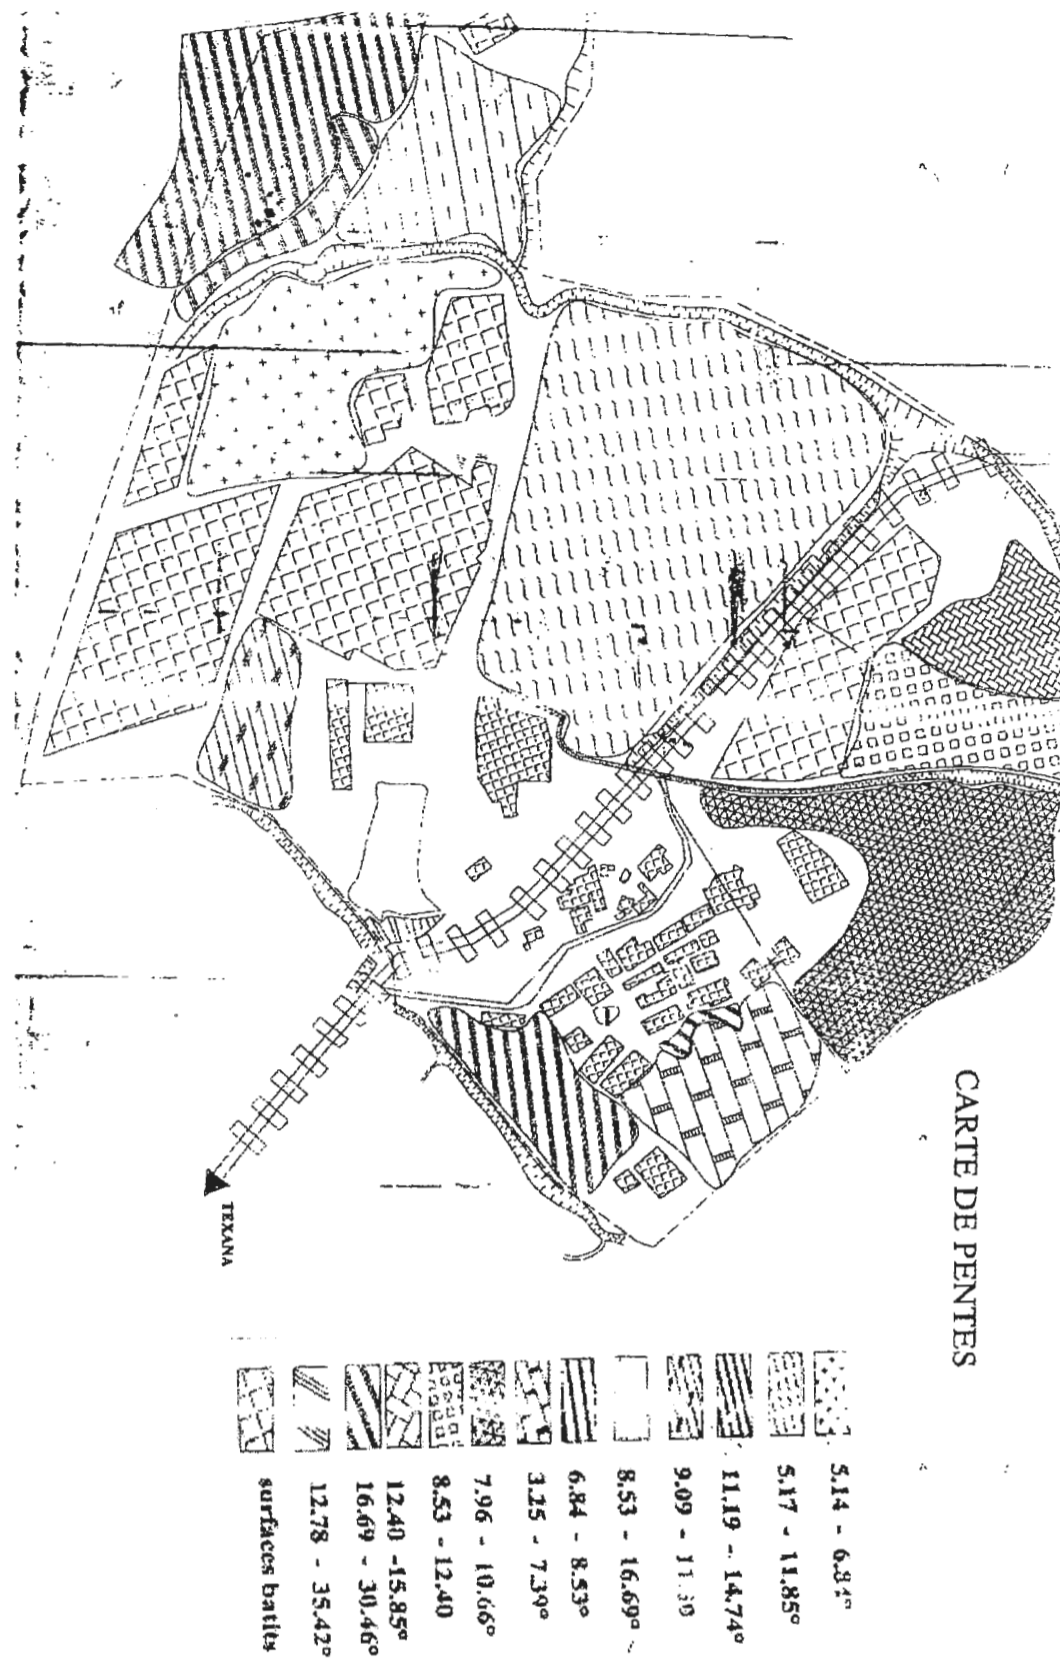 CARTE DE PENTES
TEXANA
5.14 - 6.84°
5.17 - 11.85°
11.19 - 14.74°
9.09 -
8.53 - 16.69°
6.84 - 8.53°
3.25 - 7.39°
7.96 - 10.66°
8.53 - 12.40
12.40 -15.85°
16.69 - 30.46°
12.78 - 35.42°
surfaces batits